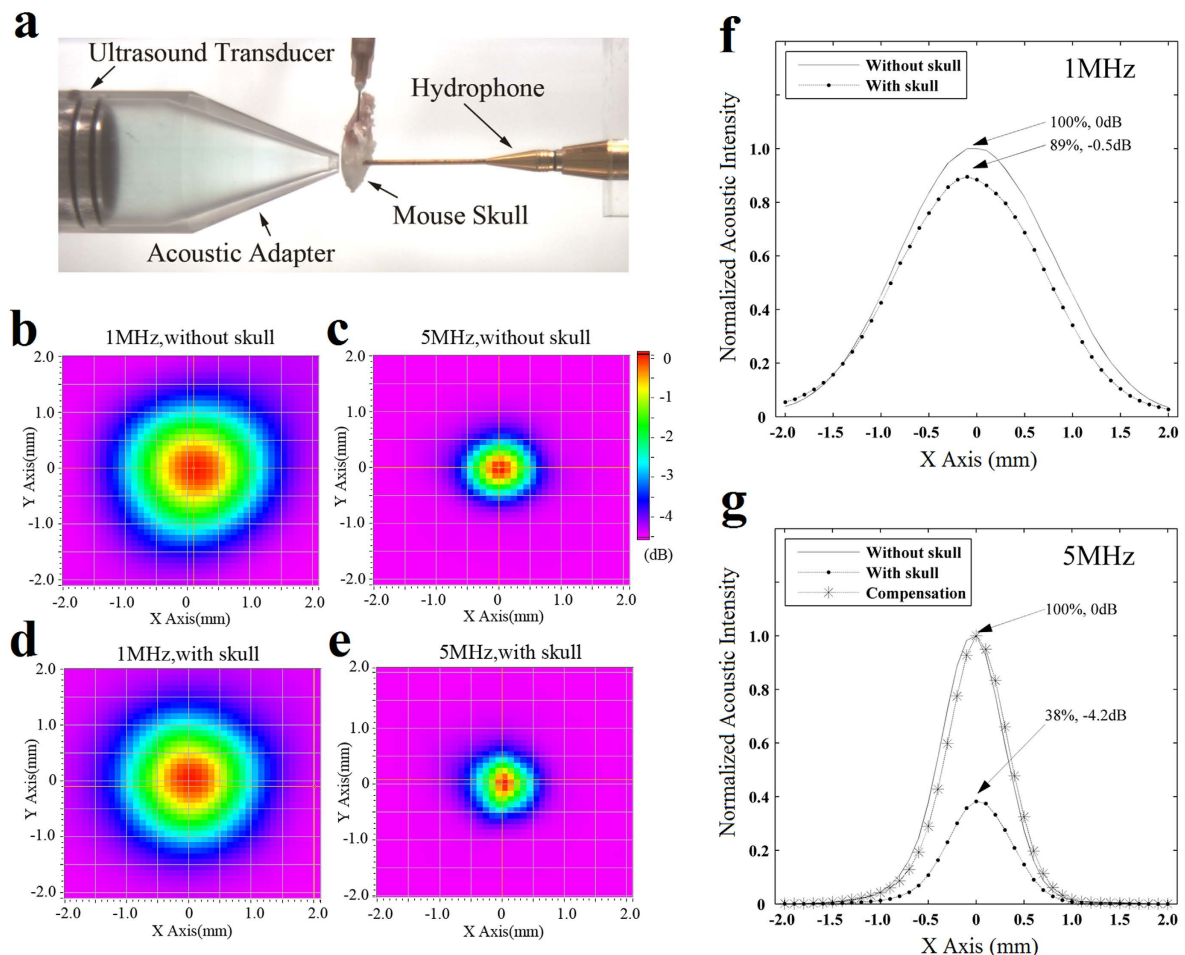 a
Ultrasound Transducer
Hydrophone
Mouse Skull
Acoustic Adapter
b
1MHz,without skull
2.0
1.0
0
-1.0
-2.0
Y Axis(mm)
-2.0 -1.0 0 1.0 2.0
X Axis(mm)
c
5MHz,without skull
2.0
1.0
0
-1.0
-2.0
Y Axis(mm)
-2.0 -1.0 0 1.0 2.0
X Axis(mm)
0
-1
-2
-3
-4
(dB)
d
1MHz,with skull
2.0
1.0
0
-1.0
-2.0
Y Axis(mm)
-2.0 -1.0 0 1.0 2.0
X Axis(mm)
e
5MHz,with skull
2.0
1.0
0
-1.0
-2.0
Y Axis(mm)
-2.0 -1.0 0 1.0 2.0
X Axis(mm)
f
Without skull
With skull
1MHz
100%, 0dB
89%, -0.5dB
Normalized Acoustic Intensity
1.0
0.8
0.6
0.4
0.2
0
-2.0 -1.5 -1.0 -0.5 0 0.5 1.0 1.5 2.0
X Axis (mm)
g
Without skull
With skull
Compensation
5MHz
100%, 0dB
38%, -4.2dB
Normalized Acoustic Intensity
1.0
0.8
0.6
0.4
0.2
0
-2.0 -1.5 -1.0 -0.5 0 0.5 1.0 1.5 2.0
X Axis (mm)